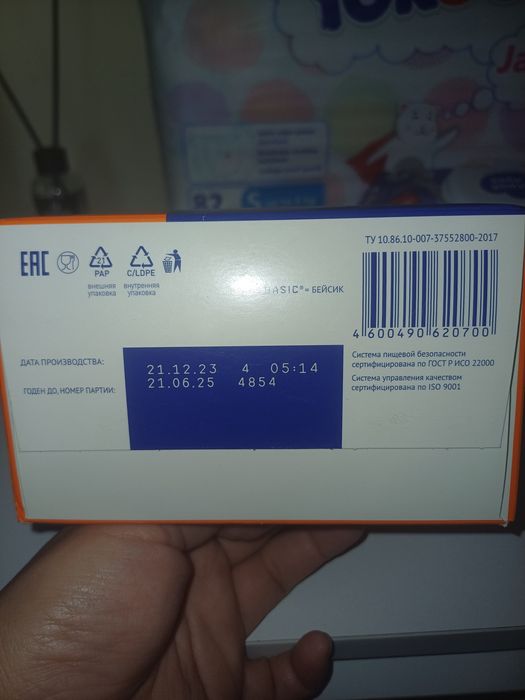 Ja
82 S
ТУ 10.86.10-007-37552800-2017
EAC
21
PAP
C/LDPE
внешняя упаковка
внутренняя упаковка
BASIC®= БЕЙСИК
4 600490 620700
ДАТА ПРОИЗВОДСТВА: 21.12.23 4 05:14
ГОДЕН ДО, НОМЕР ПАРТИИ: 21.06.25 4854
Система пищевой безопасности
сертифицирована по ГОСТ Р ИСО 22000
Система управления качеством
сертифицирована по ISO 9001